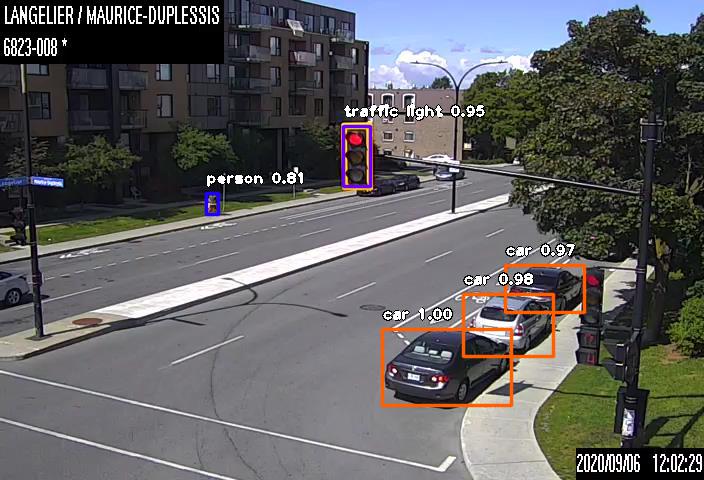 LANGELIER / MAURICE-DUPLESSIS
6823-008 *
traffic light 0.95
person 0.81
car 0.97
car 0.98
car 1.00
2020/09/06 12:02:29